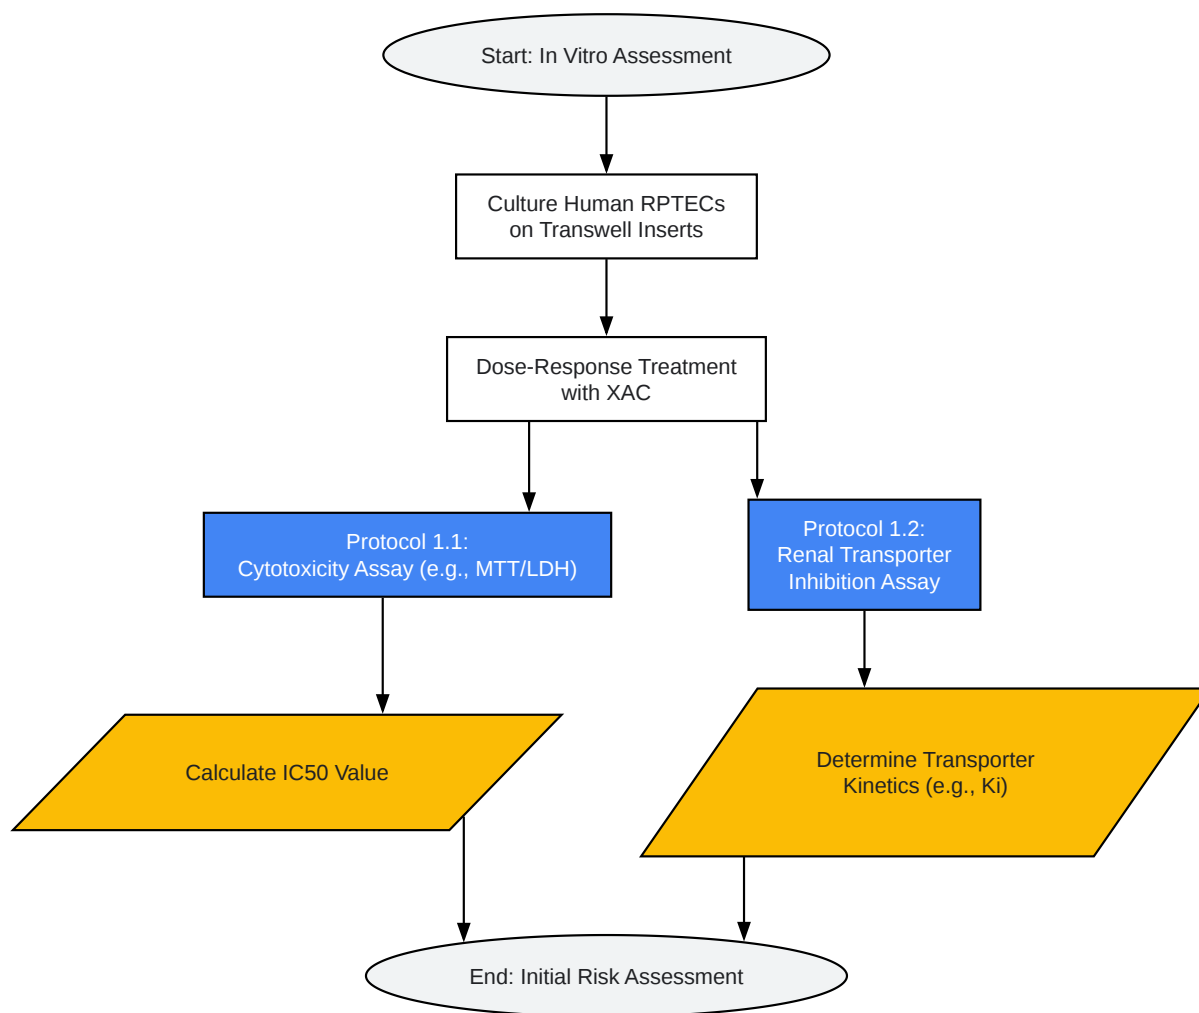 Start: In Vitro Assessment
Culture Human RPTECs
on Transwell Inserts
Dose-Response Treatment
with XAC
Protocol 1.1:
Cytotoxicity Assay (e.g., MTT/LDH)
Protocol 1.2:
Renal Transporter
Inhibition Assay
Calculate IC50 Value
Determine Transporter
Kinetics (e.g., Ki)
End: Initial Risk Assessment